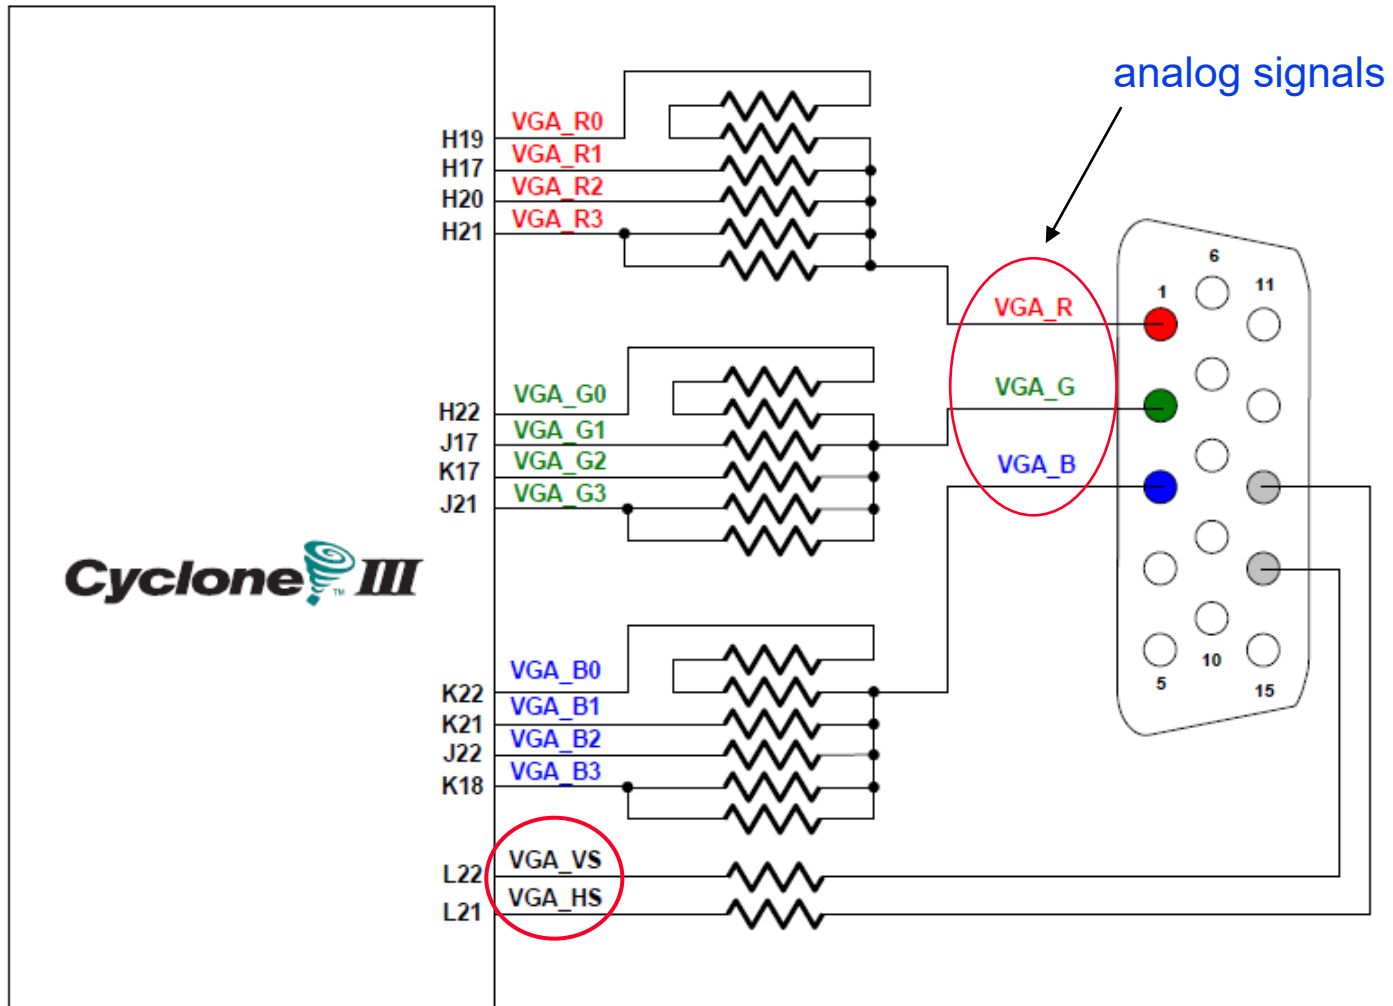 analog signals
H19 VGA_R0
H17 VGA_R1
H20 VGA_R2
H21 VGA_R3
VGA_R
VGA_G
VGA_B
6
1
11
5
10
15
H22 VGA_G0
J17 VGA_G1
K17 VGA_G2
J21 VGA_G3
Cyclone™ III
K22 VGA_B0
K21 VGA_B1
J22 VGA_B2
K18 VGA_B3
L22 VGA_VS
L21 VGA_HS